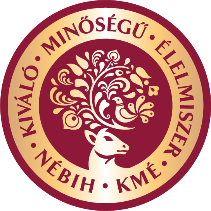 KIVÁLÓ · MINŐSÉGŰ · ÉLELMISZER ·
NÉBIH · KMÉ ·